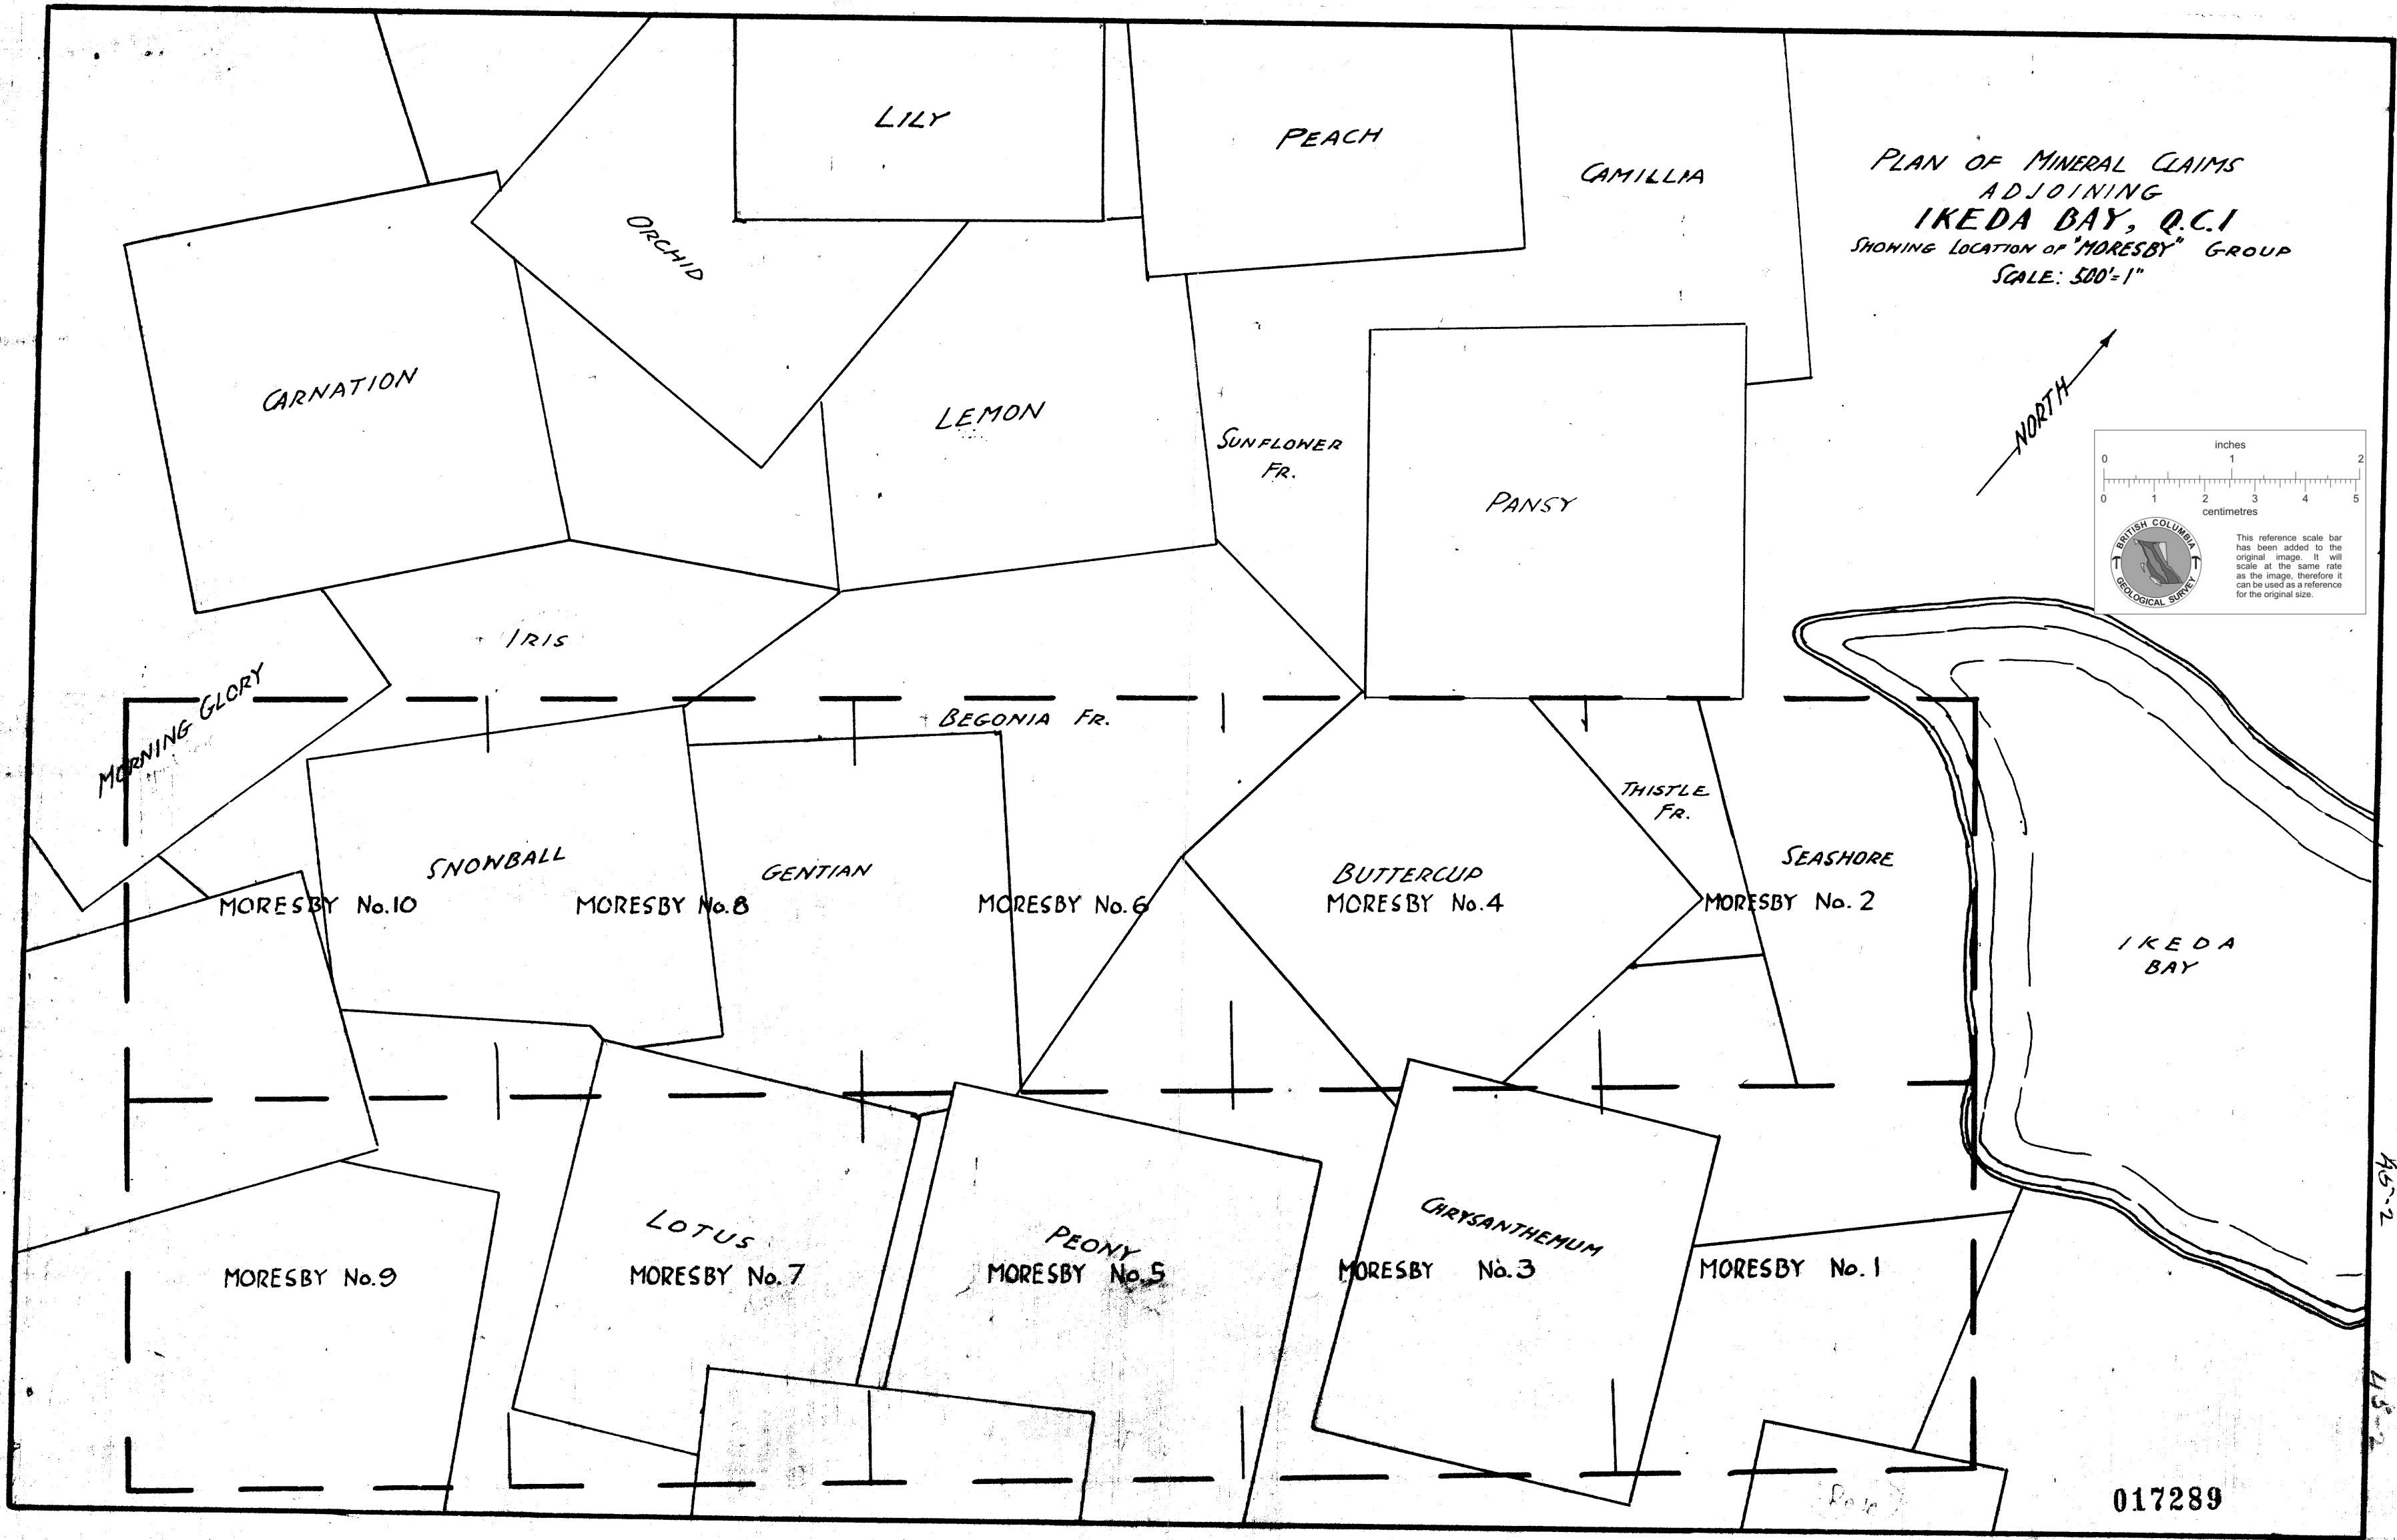 LILY
PEACH
CAMILLIA
ORCHID
CARNATION
LEMON
SUNFLOWER
FR.
PANSY
PLAN OF MINERAL CLAIMS
ADJOINING
IKEDA BAY, Q.C.I
SHOWING LOCATION OF "MORESBY" GROUP
SCALE: 500'=1"
NORTH
inches
0 1 2
0 1 2 3 4 5
centimetres
BRITISH COLUMBIA
GEOLOGICAL SURVEY
This reference scale bar
has been added to the
original image. It will
scale at the same rate
as the image, therefore it
can be used as a reference
for the original size.
IRIS
MORNING GLORY
BEGONIA FR.
THISTLE
FR.
SNOWBALL
GENTIAN
BUTTERCUP
SEASHORE
MORESBY No.10
MORESBY No.8
MORESBY No.6
MORESBY No.4
MORESBY No.2
IKEDA
BAY
LOTUS
PEONY
CHRYSANTHEMUM
MORESBY No.9
MORESBY No.7
MORESBY No.5
MORESBY No.3
MORESBY No.1
017289